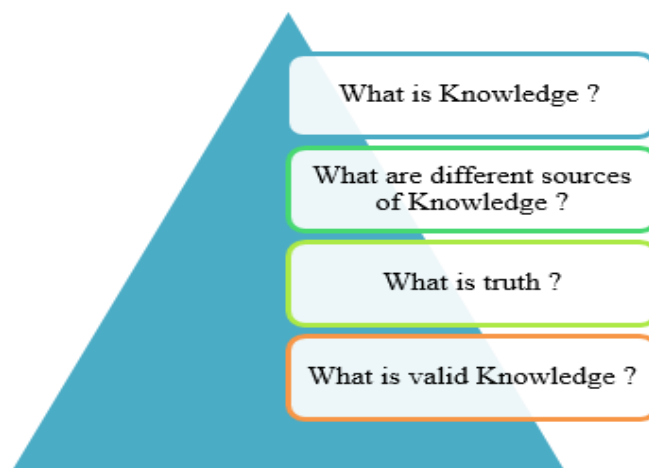 What is Knowledge ?
What are different sources
of Knowledge ?
What is truth ?
What is valid Knowledge ?